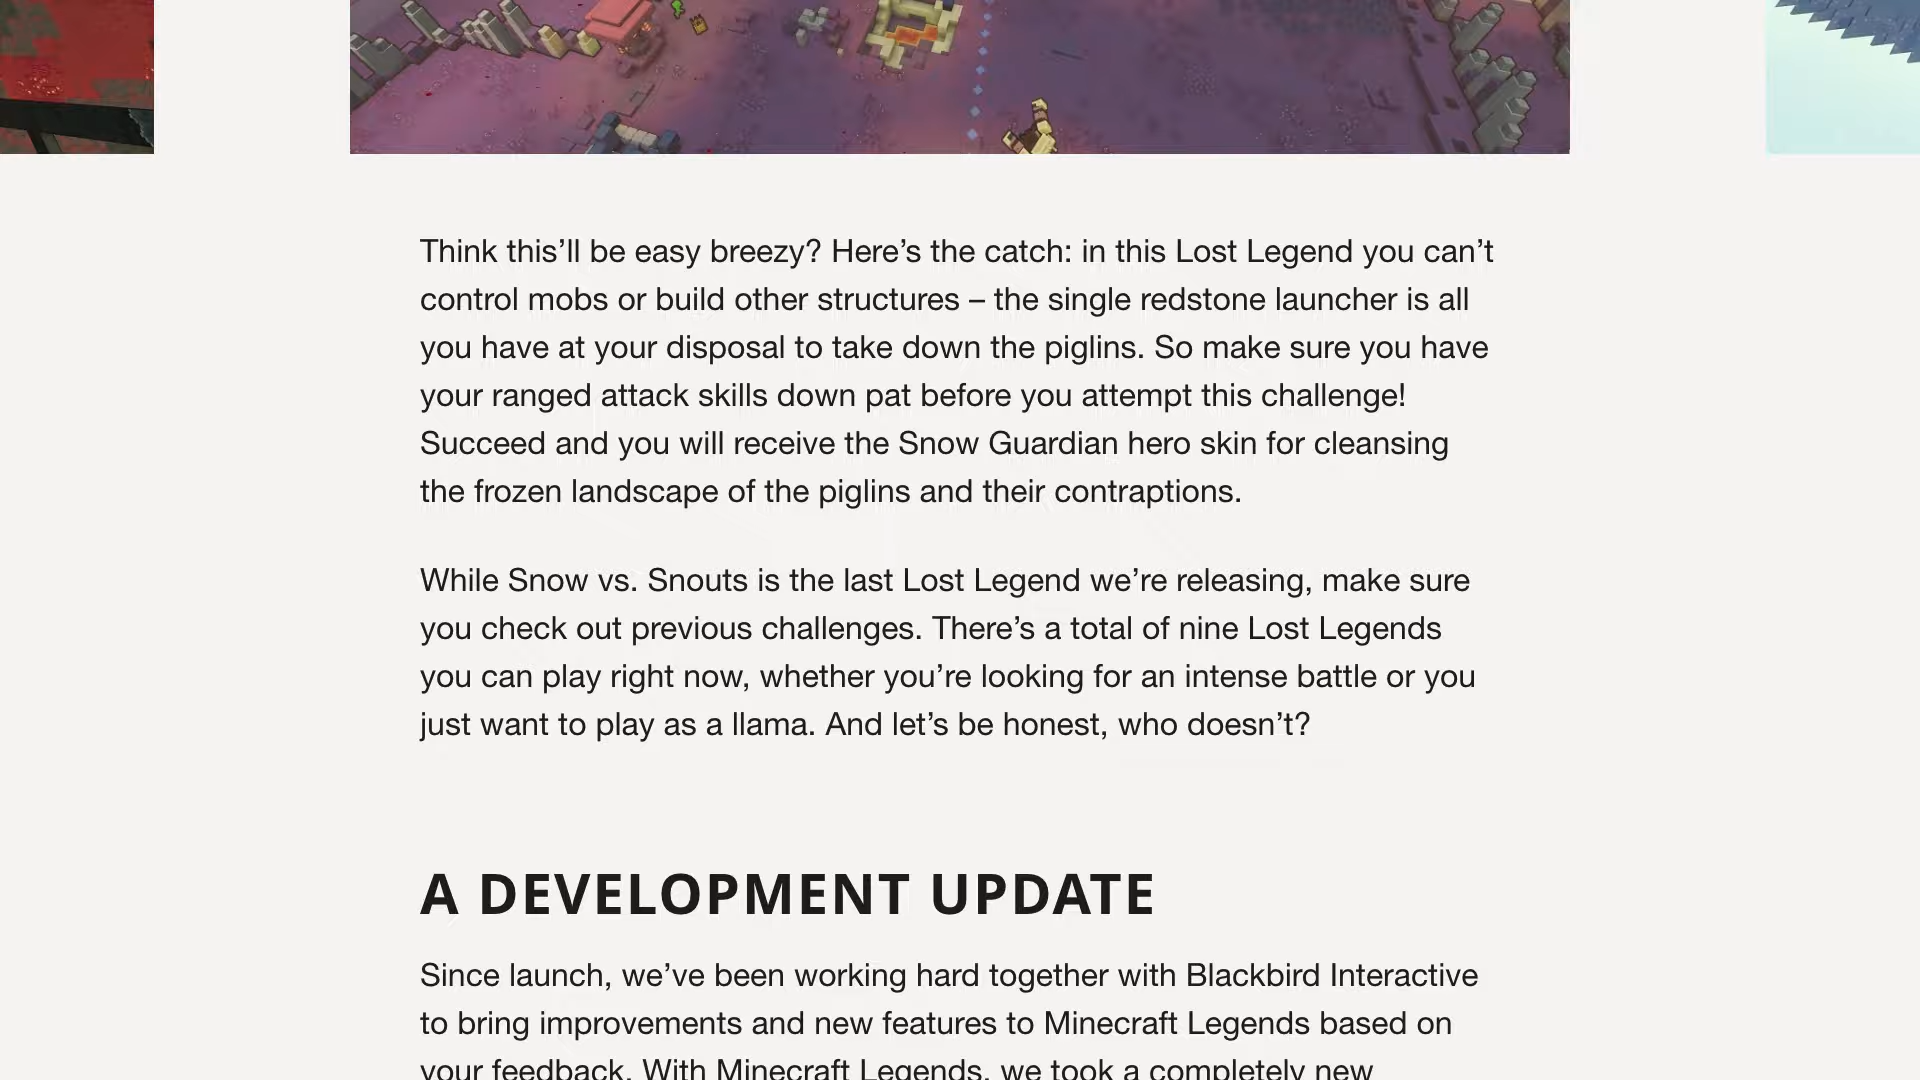 Think this’ll be easy breezy? Here’s the catch: in this Lost Legend you can’t
control mobs or build other structures – the single redstone launcher is all
you have at your disposal to take down the piglins. So make sure you have
your ranged attack skills down pat before you attempt this challenge!
Succeed and you will receive the Snow Guardian hero skin for cleansing
the frozen landscape of the piglins and their contraptions.
While Snow vs. Snouts is the last Lost Legend we’re releasing, make sure
you check out previous challenges. There’s a total of nine Lost Legends
you can play right now, whether you’re looking for an intense battle or you
just want to play as a llama. And let’s be honest, who doesn’t?
A DEVELOPMENT UPDATE
Since launch, we’ve been working hard together with Blackbird Interactive
to bring improvements and new features to Minecraft Legends based on
your feedback. With Minecraft Legends, we took a completely new